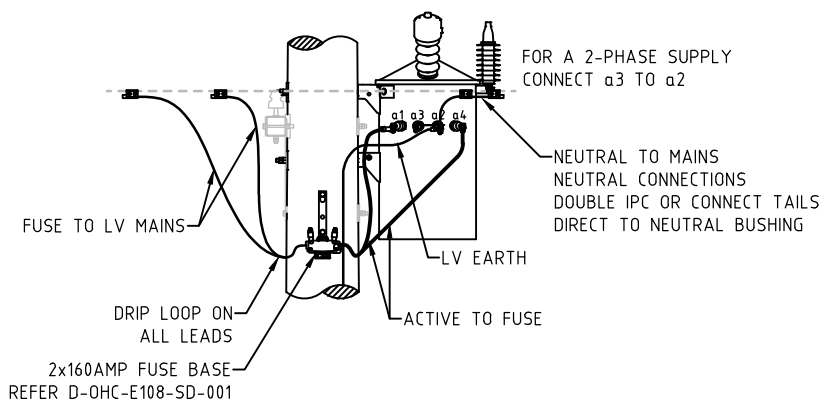 FOR A 2-PHASE SUPPLY
CONNECT a3 TO a2
a1 a3 a2 a4
NEUTRAL TO MAINS
NEUTRAL CONNECTIONS
DOUBLE IPC OR CONNECT TAILS
DIRECT TO NEUTRAL BUSHING
FUSE TO LV MAINS
LV EARTH
DRIP LOOP ON
ALL LEADS
ACTIVE TO FUSE
2x160AMP FUSE BASE
REFER D-OHC-E108-SD-001